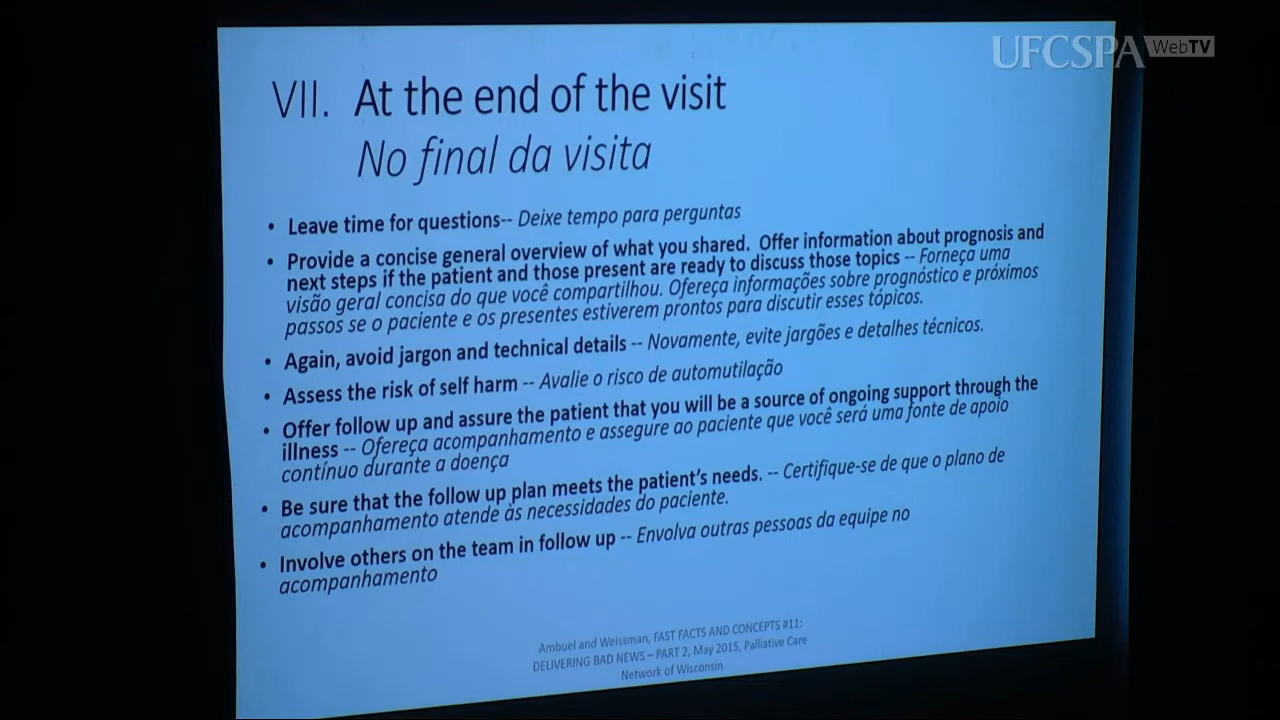 UFCSPA WebTV
VII. At the end of the visit
No final da visita
• Leave time for questions-- Deixe tempo para perguntas
• Provide a concise general overview of what you shared. Offer information about prognosis and
next steps if the patient and those present are ready to discuss those topics -- Forneça uma
visão geral concisa do que você compartilhou. Ofereça informações sobre prognóstico e próximos
passos se o paciente e os presentes estiverem prontos para discutir esses tópicos.
• Again, avoid jargon and technical details -- Novamente, evite jargões e detalhes técnicos.
• Assess the risk of self harm -- Avalie o risco de automutilação
• Offer follow up and assure the patient that you will be a source of ongoing support through the
illness -- Ofereça acompanhamento e assegure ao paciente que você será uma fonte de apoio
contínuo durante a doença
• Be sure that the follow up plan meets the patient's needs. -- Certifique-se de que o plano de
acompanhamento atende às necessidades do paciente.
• Involve others on the team in follow up -- Envolva outras pessoas da equipe no
acompanhamento
Ambuel and Weissman, FAST FACTS AND CONCEPTS #11:
DELIVERING BAD NEWS – PART 2, May 2015, Palliative Care
Network of Wisconsin